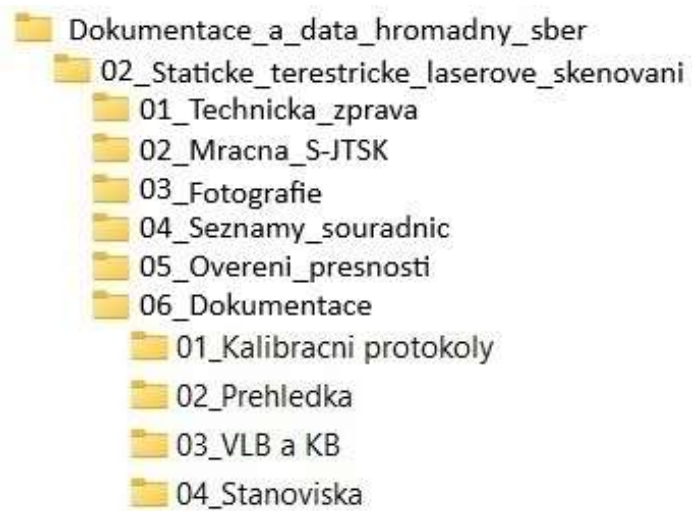 Dokumentace_a_data_hromadny_sber
02_Staticke_terestricke_laserove_skenovani
01_Technicka_zprava
02_Mracna_S-JTSK
03_Fotografie
04_Seznamy_souradnic
05_Overeni_presnosti
06_Dokumentace
01_Kalibracni protokoly
02_Prehledka
03_VLB a KB
04_Stanoviska